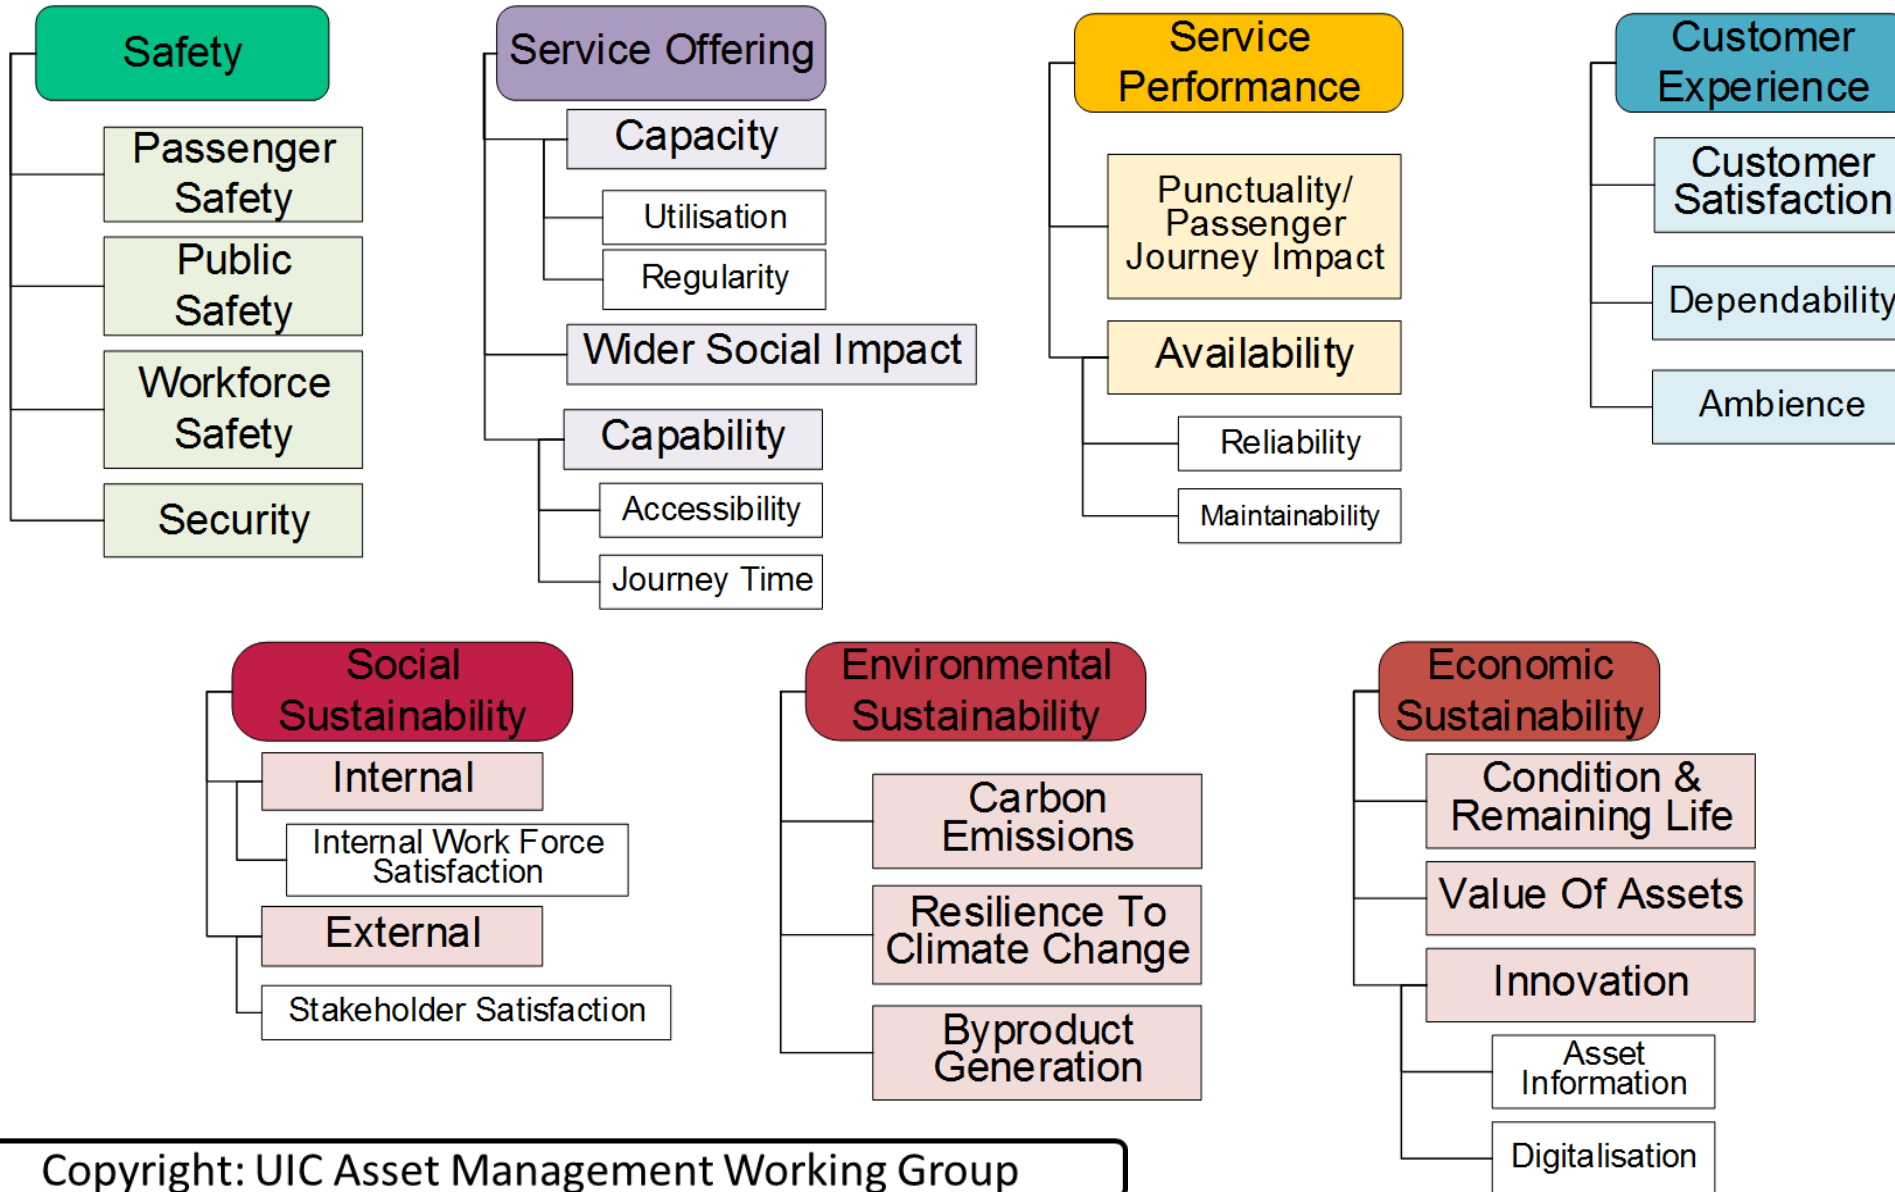 Safety
Passenger
Safety
Public
Safety
Workforce
Safety
Security
Service Offering
Capacity
Utilisation
Regularity
Wider Social Impact
Capability
Accessibility
Journey Time
Service
Performance
Punctuality/
Passenger
Journey Impact
Availability
Reliability
Maintainability
Customer
Experience
Customer
Satisfaction
Dependability
Ambience
Social
Sustainability
Internal
Internal Work Force
Satisfaction
External
Stakeholder Satisfaction
Environmental
Sustainability
Carbon
Emissions
Resilience To
Climate Change
Byproduct
Generation
Economic
Sustainability
Condition &
Remaining Life
Value Of Assets
Innovation
Asset
Information
Digitalisation
Copyright: UIC Asset Management Working Group